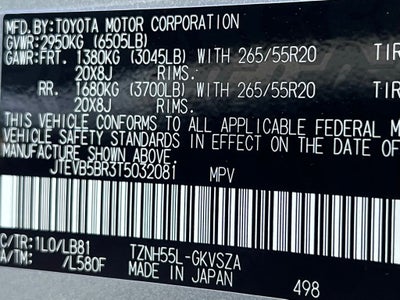 MFD.BY:TOYOTA MOTOR CORPORATION
GVWR:2950KG (6505LB)
GAWR:FRT. 1380KG (3045LB) WITH 265/55R20 TIR
20X8J RIMS.
RR. 1680KG (3700LB) WITH 265/55R20 TIR
20X8J RIMS.
THIS VEHICLE CONFORMS TO ALL APPLICABLE FEDERAL M
VEHICLE SAFETY STANDARDS IN EFFECT ON THE DATE
MANUFACTURE SHOWN ABOVE.
JTEVB5BR3T5032081 MPV
C/TR:1L0/LB81 TZNH55L-GKVSZA
A/TM: /L580F MADE IN JAPAN 498